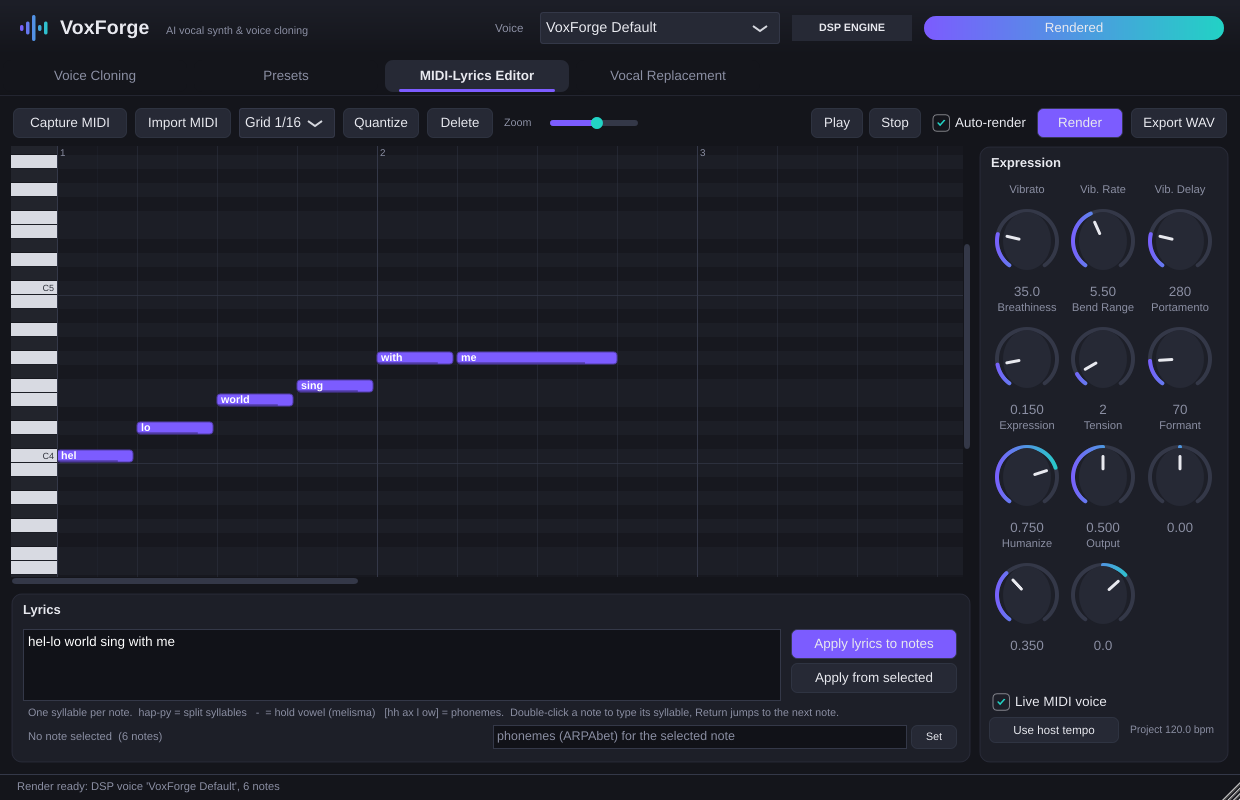 VoxForge AI vocal synth & voice cloning Voice VoxForge Default DSP ENGINE Rendered
Voice Cloning Presets MIDI-Lyrics Editor Vocal Replacement
Capture MIDI Import MIDI Grid 1/16 Quantize Delete Zoom Play Stop Auto-render Render Export WAV
1 2 3
C5
with me
sing
world
lo
C4 hel
Expression
Vibrato Vib. Rate Vib. Delay
35.0 5.50 280
Breathiness Bend Range Portamento
0.150 2 70
Expression Tension Formant
0.750 0.500 0.00
Humanize Output
0.350 0.0
Live MIDI voice
Use host tempo Project 120.0 bpm
Lyrics
hel-lo world sing with me
Apply lyrics to notes
Apply from selected
One syllable per note. hap-py = split syllables - = hold vowel (melisma) [hh ax l ow] = phonemes. Double-click a note to type its syllable, Return jumps to the next note.
No note selected (6 notes) phonemes (ARPAbet) for the selected note Set
Render ready: DSP voice 'VoxForge Default', 6 notes